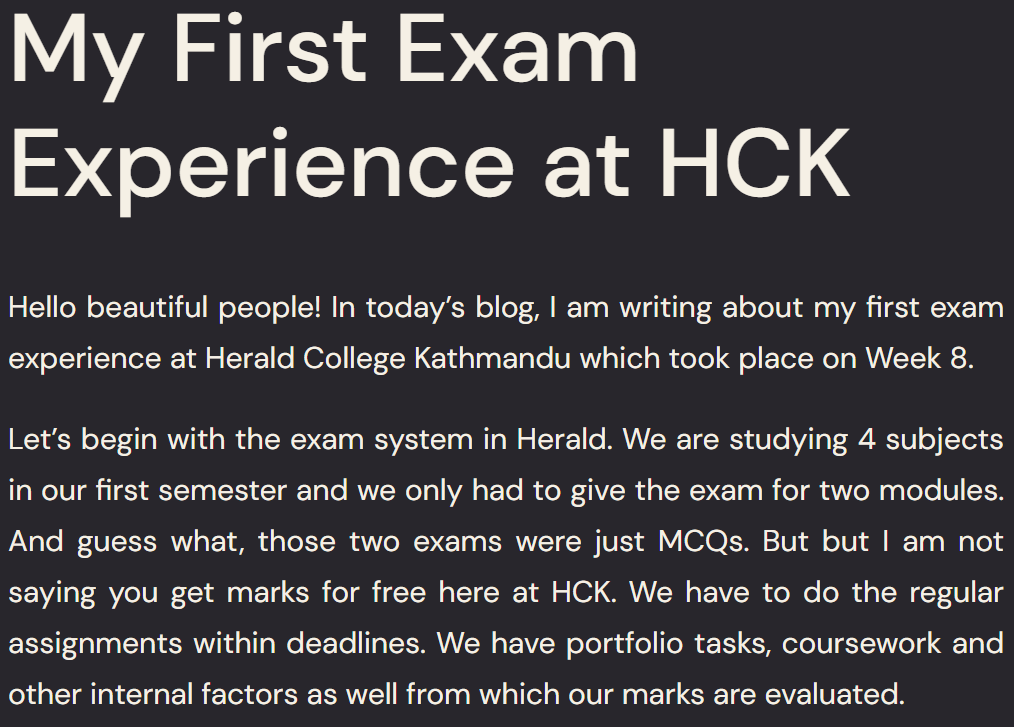 My First Exam
Experience at HCK
Hello beautiful people! In today’s blog, I am writing about my first exam
experience at Herald College Kathmandu which took place on Week 8.
Let’s begin with the exam system in Herald. We are studying 4 subjects
in our first semester and we only had to give the exam for two modules.
And guess what, those two exams were just MCQs. But but I am not
saying you get marks for free here at HCK. We have to do the regular
assignments within deadlines. We have portfolio tasks, coursework and
other internal factors as well from which our marks are evaluated.